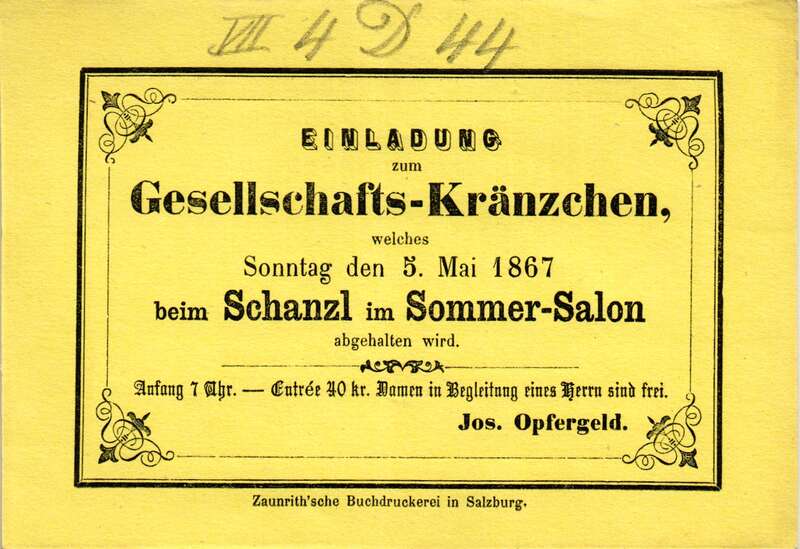 VII 4 D 44
EINLADUNG
zum
Gesellschafts-Kränzchen,
welches
Sonntag den 5. Mai 1867
beim Schanzl im Sommer-Salon
abgehalten wird.
Anfang 7 Uhr. — Entrée 40 kr. Damen in Begleitung eines Herrn sind frei.
Jos. Opfergeld.
Zaunrith'sche Buchdruckerei in Salzburg.